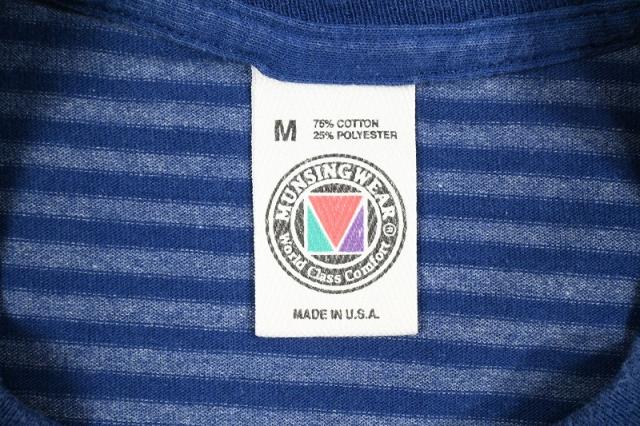 M
75% COTTON
25% POLYESTER
MUNSINGWEAR
World Class Comfort ®
MADE IN U.S.A.